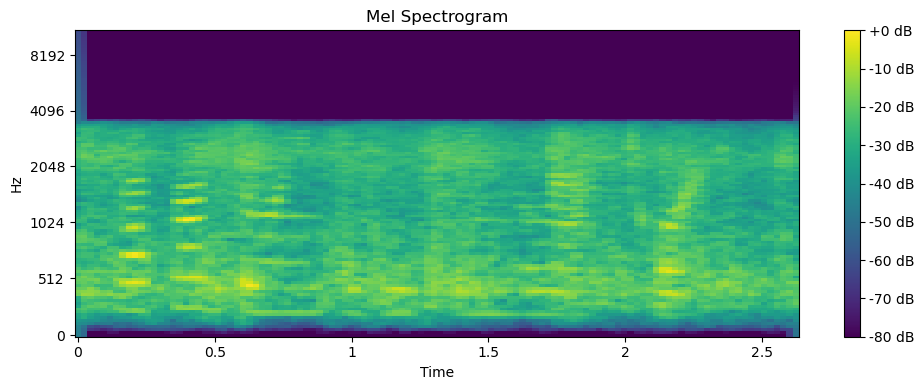 Mel Spectrogram
8192
4096
2048
1024
512
0
Hz
0
0.5
1
1.5
2
2.5
Time
+0 dB
-10 dB
-20 dB
-30 dB
-40 dB
-50 dB
-60 dB
-70 dB
-80 dB